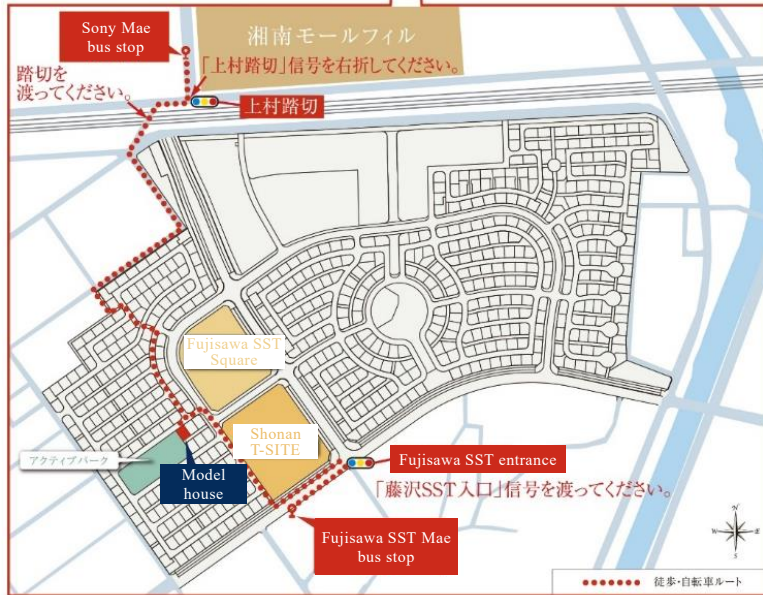 Sony Mae
bus stop
湘南モールフィル
「上村踏切」信号を右折してください。
踏切を
渡ってください。
上村踏切
Fujisawa SST
Square
Shonan
T-SITE
アクティブパーク
Model
house
Fujisawa SST entrance
「藤沢SST入口」信号を渡ってください。
Fujisawa SST Mae
bus stop
N
W E
S
徒歩・自転車ルート